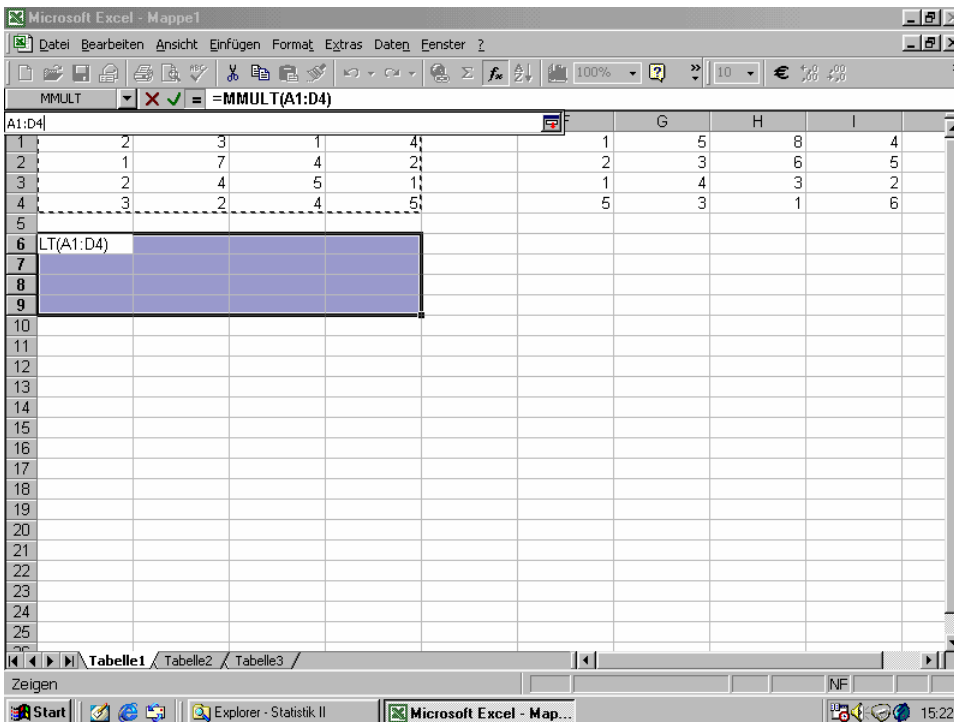 Microsoft Excel - Mappe1
Datei Bearbeiten Ansicht Einfügen Format Extras Daten Fenster ?
100% 10 €
MMULT =MMULT(A1:D4)
A1:D4
F G H I
1 2 3 1 4 1 5 8 4
2 1 7 4 2 2 3 6 5
3 2 4 5 1 1 4 3 2
4 3 2 4 5 5 3 1 6
5
6 LT(A1:D4)
7
8
9
10
11
12
13
14
15
16
17
18
19
20
21
22
23
24
25
Tabelle1 Tabelle2 Tabelle3
Zeigen NF
Start Explorer - Statistik II Microsoft Excel - Map... 15:22